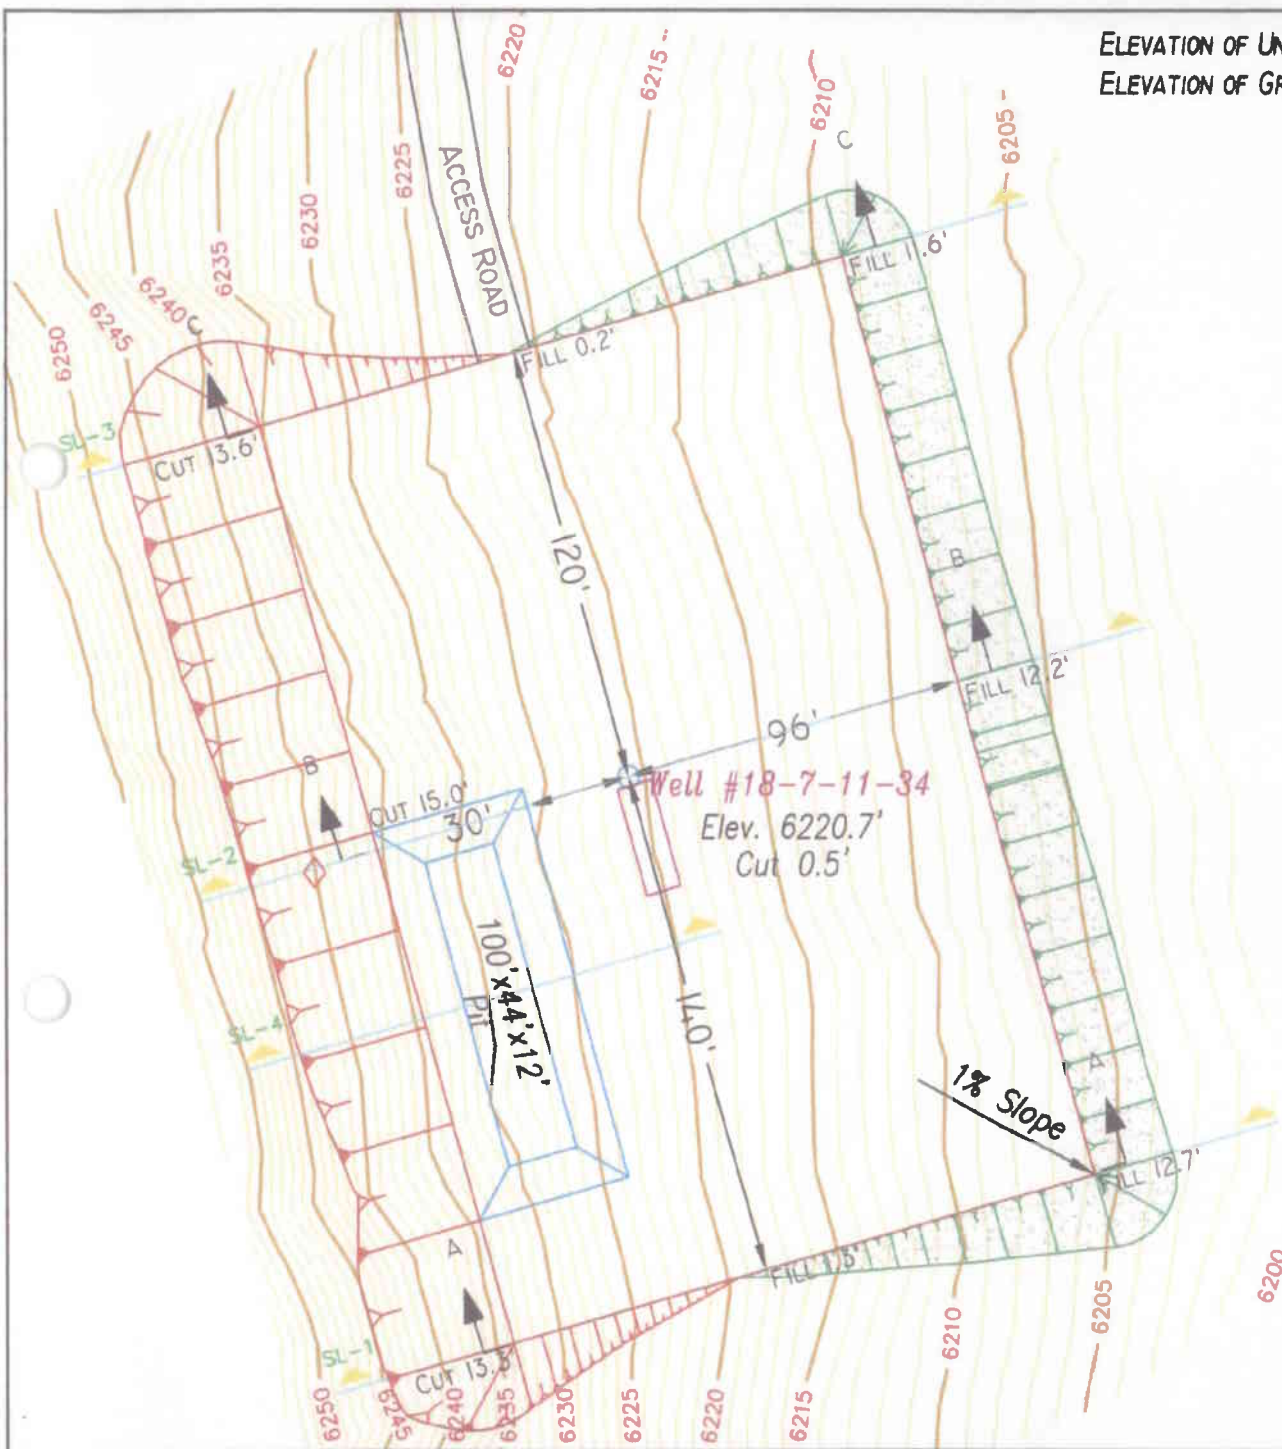 ELEVATION OF UN
ELEVATION OF GR
6220
6215
6210
6205
6225
6230
6235
6240
6245
6250
ACCESS ROAD
C
C
FILL 11.6'
FILL 0.2'
SL-3
CUT 13.6'
120'
B
FILL 12.2'
96'
Well #18-7-11-34
Elev. 6220.7'
Cut 0.5'
B
CUT 15.0'
30'
SL-2
100'x44'x12'
Pit
SL-4
140'
A
1% Slope
FILL 12.7'
A
FILL 1.3'
SL-1
CUT 13.3'
6250
6245
6240
6235
6230
6225
6220
6215
6210
6205
6200